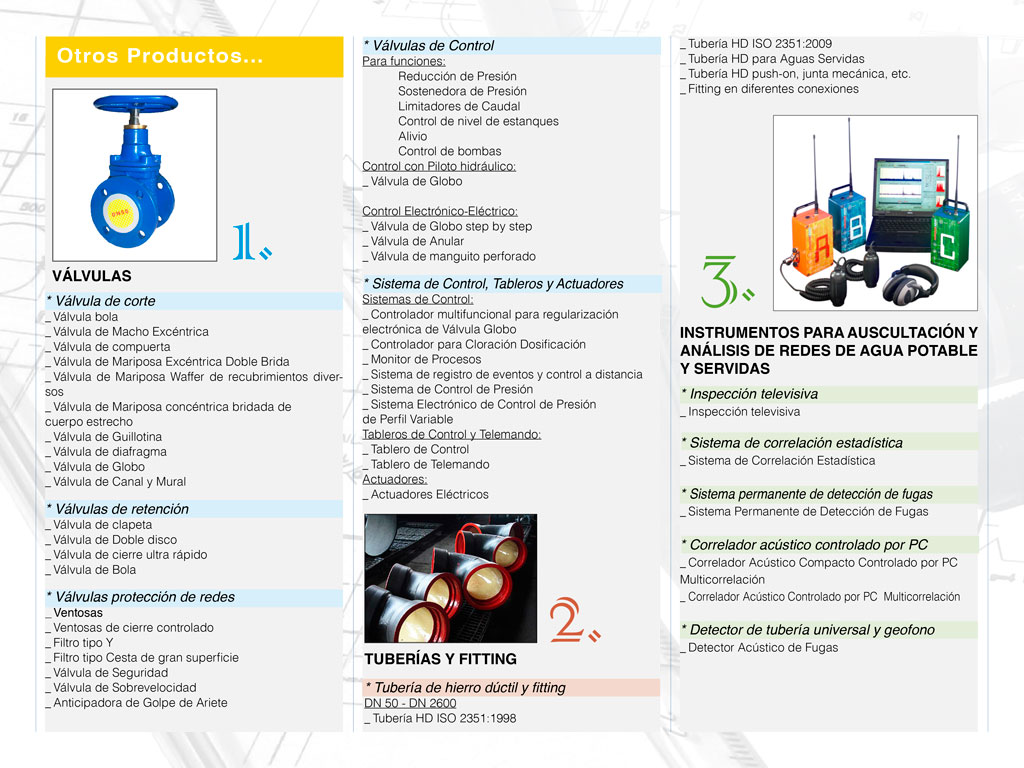 Otros Productos...
DN50
1.
VÁLVULAS
* Válvula de corte
_ Válvula bola
_ Válvula de Macho Excéntrica
_ Válvula de compuerta
_ Válvula de Mariposa Excéntrica Doble Brida
_ Válvula de Mariposa Waffer de recubrimientos diver-
sos
_ Válvula de Mariposa concéntrica bridada de
cuerpo estrecho
_ Válvula de Guillotina
_ Válvula de diafragma
_ Válvula de Globo
_ Válvula de Canal y Mural
* Válvulas de retención
_ Válvula de clapeta
_ Válvula de Doble disco
_ Válvula de cierre ultra rápido
_ Válvula de Bola
* Válvulas protección de redes
_ Ventosas
_ Ventosas de cierre controlado
_ Filtro tipo Y
_ Filtro tipo Cesta de gran superficie
_ Válvula de Seguridad
_ Válvula de Sobrevelocidad
_ Anticipadora de Golpe de Ariete
* Válvulas de Control
Para funciones:
Reducción de Presión
Sostenedora de Presión
Limitadores de Caudal
Control de nivel de estanques
Alivio
Control de bombas
Control con Piloto hidráulico:
_ Válvula de Globo
Control Electrónico-Eléctrico:
_ Válvula de Globo step by step
_ Válvula de Anular
_ Válvula de manguito perforado
* Sistema de Control, Tableros y Actuadores
Sistemas de Control:
_ Controlador multifuncional para regularización
electrónica de Válvula Globo
_ Controlador para Cloración Dosificación
_ Monitor de Procesos
_ Sistema de registro de eventos y control a distancia
_ Sistema de Control de Presión
_ Sistema Electrónico de Control de Presión
de Perfil Variable
Tableros de Control y Telemando:
_ Tablero de Control
_ Tablero de Telemando
Actuadores:
_ Actuadores Eléctricos
2.
TUBERÍAS Y FITTING
* Tubería de hierro dúctil y fitting
DN 50 - DN 2600
_ Tubería HD ISO 2351:1998
_ Tubería HD ISO 2351:2009
_ Tubería HD para Aguas Servidas
_ Tubería HD push-on, junta mecánica, etc.
_ Fitting en diferentes conexiones
A
B
C
3.
INSTRUMENTOS PARA AUSCULTACIÓN Y
ANÁLISIS DE REDES DE AGUA POTABLE
Y SERVIDAS
* Inspección televisiva
_ Inspección televisiva
* Sistema de correlación estadística
_ Sistema de Correlación Estadística
* Sistema permanente de detección de fugas
_ Sistema Permanente de Detección de Fugas
* Correlador acústico controlado por PC
_ Correlador Acústico Compacto Controlado por PC
Multicorrelación
_ Correlador Acústico Controlado por PC Multicorrelación
* Detector de tubería universal y geofono
_ Detector Acústico de Fugas